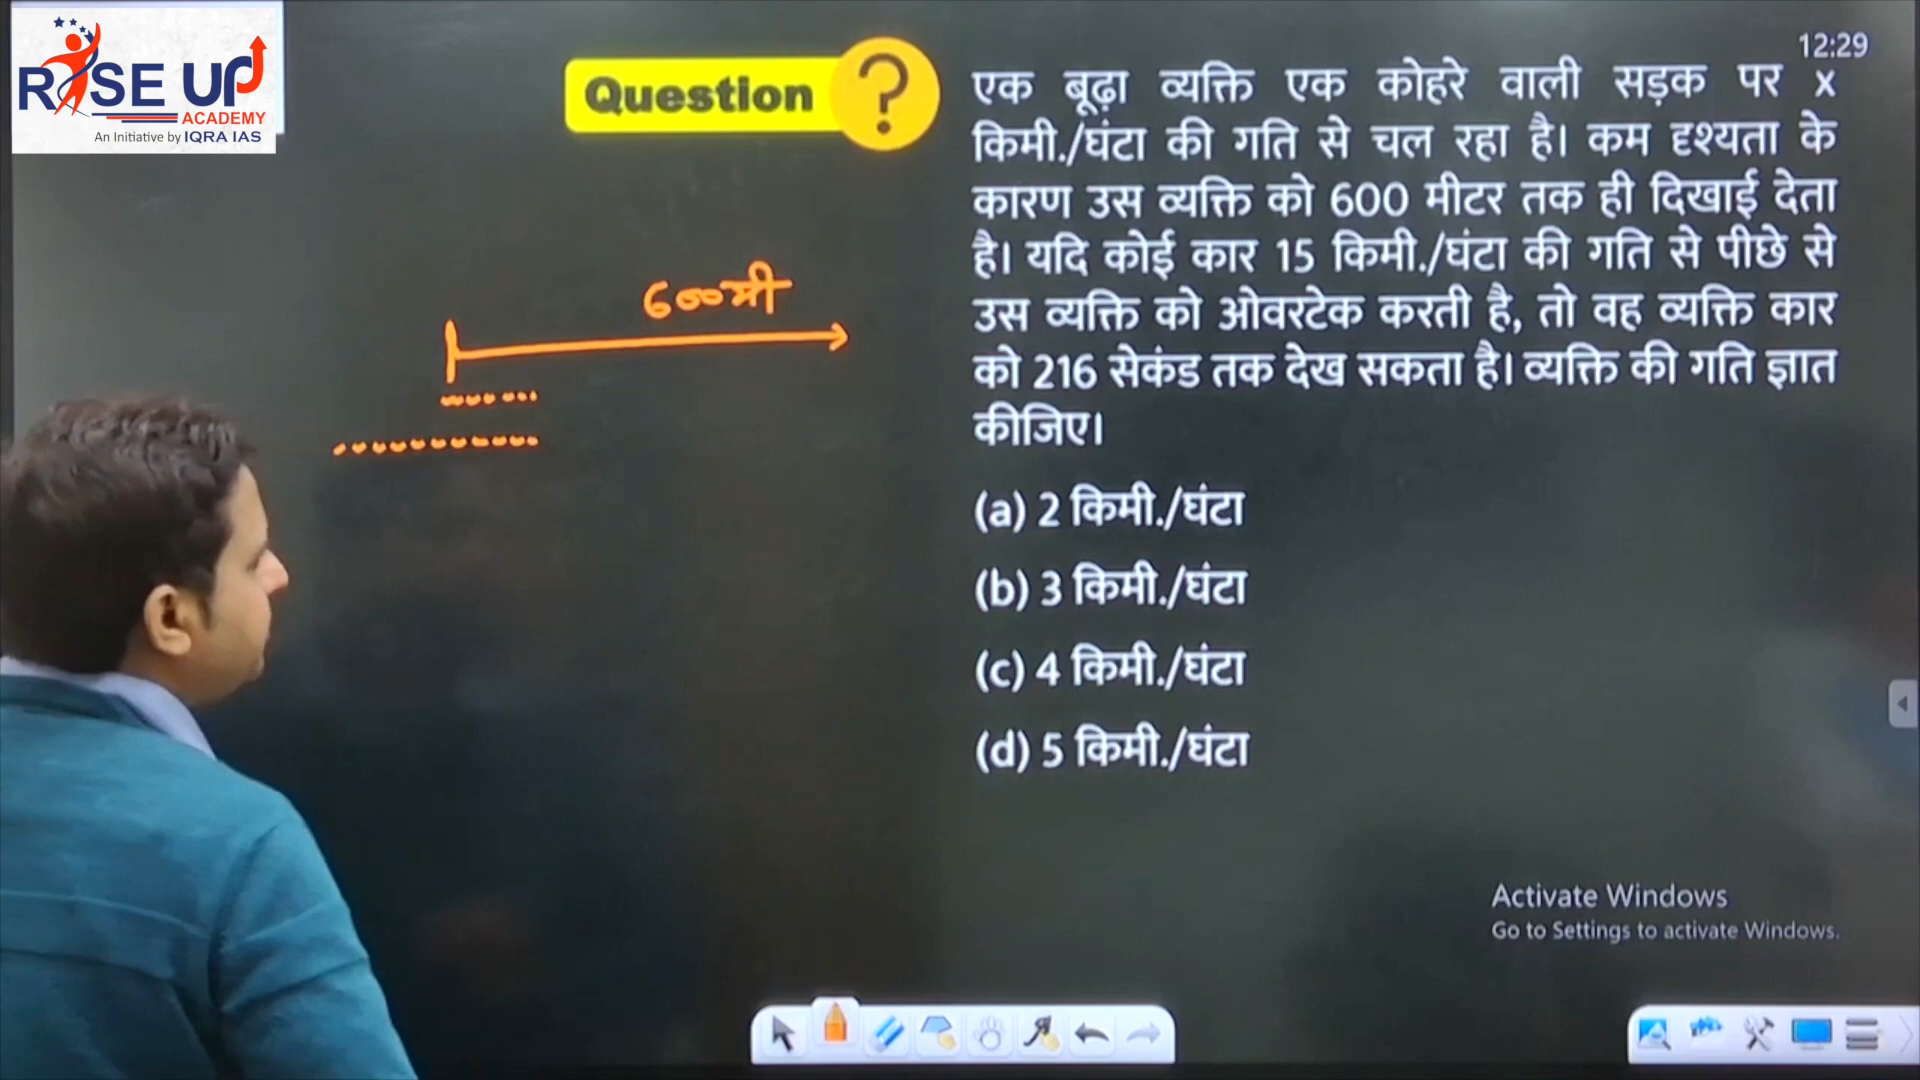 RISE UP
ACADEMY
An Initiative by IQRA IAS
Question ?
12:29
एक बूढ़ा व्यक्ति एक कोहरे वाली सड़क पर x
किमी./घंटा की गति से चल रहा है। कम दृश्यता के
कारण उस व्यक्ति को 600 मीटर तक ही दिखाई देता
है। यदि कोई कार 15 किमी./घंटा की गति से पीछे से
उस व्यक्ति को ओवरटेक करती है, तो वह व्यक्ति कार
को 216 सेकंड तक देख सकता है। व्यक्ति की गति ज्ञात
कीजिए।
(a) 2 किमी./घंटा
(b) 3 किमी./घंटा
(c) 4 किमी./घंटा
(d) 5 किमी./घंटा
600मी
Activate Windows
Go to Settings to activate Windows.